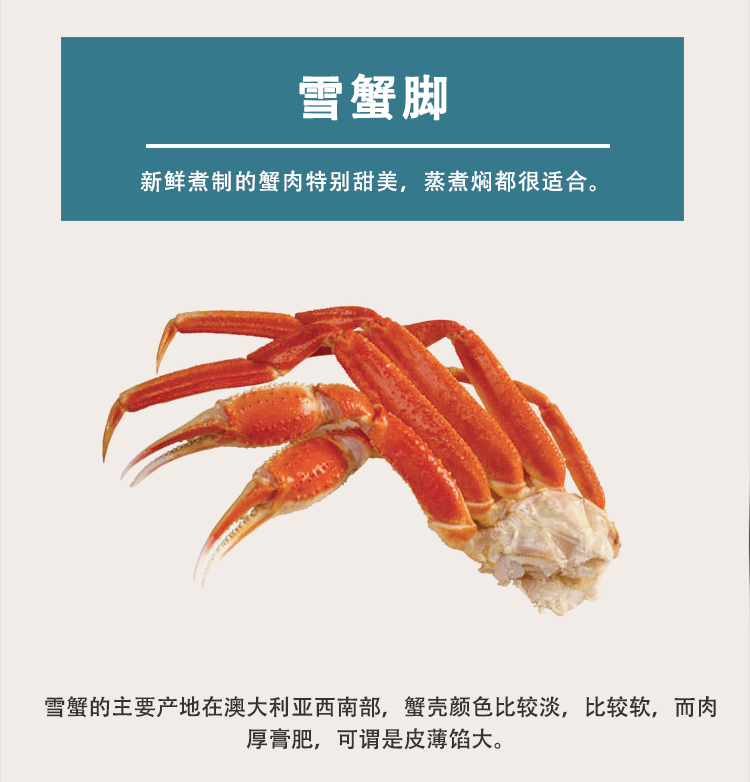 雪蟹脚
新鲜煮制的蟹肉特别甜美，蒸煮焖都很适合。
雪蟹的主要产地在澳大利亚西南部，蟹壳颜色比较淡，比较软，而肉
厚膏肥，可谓是皮薄馅大。